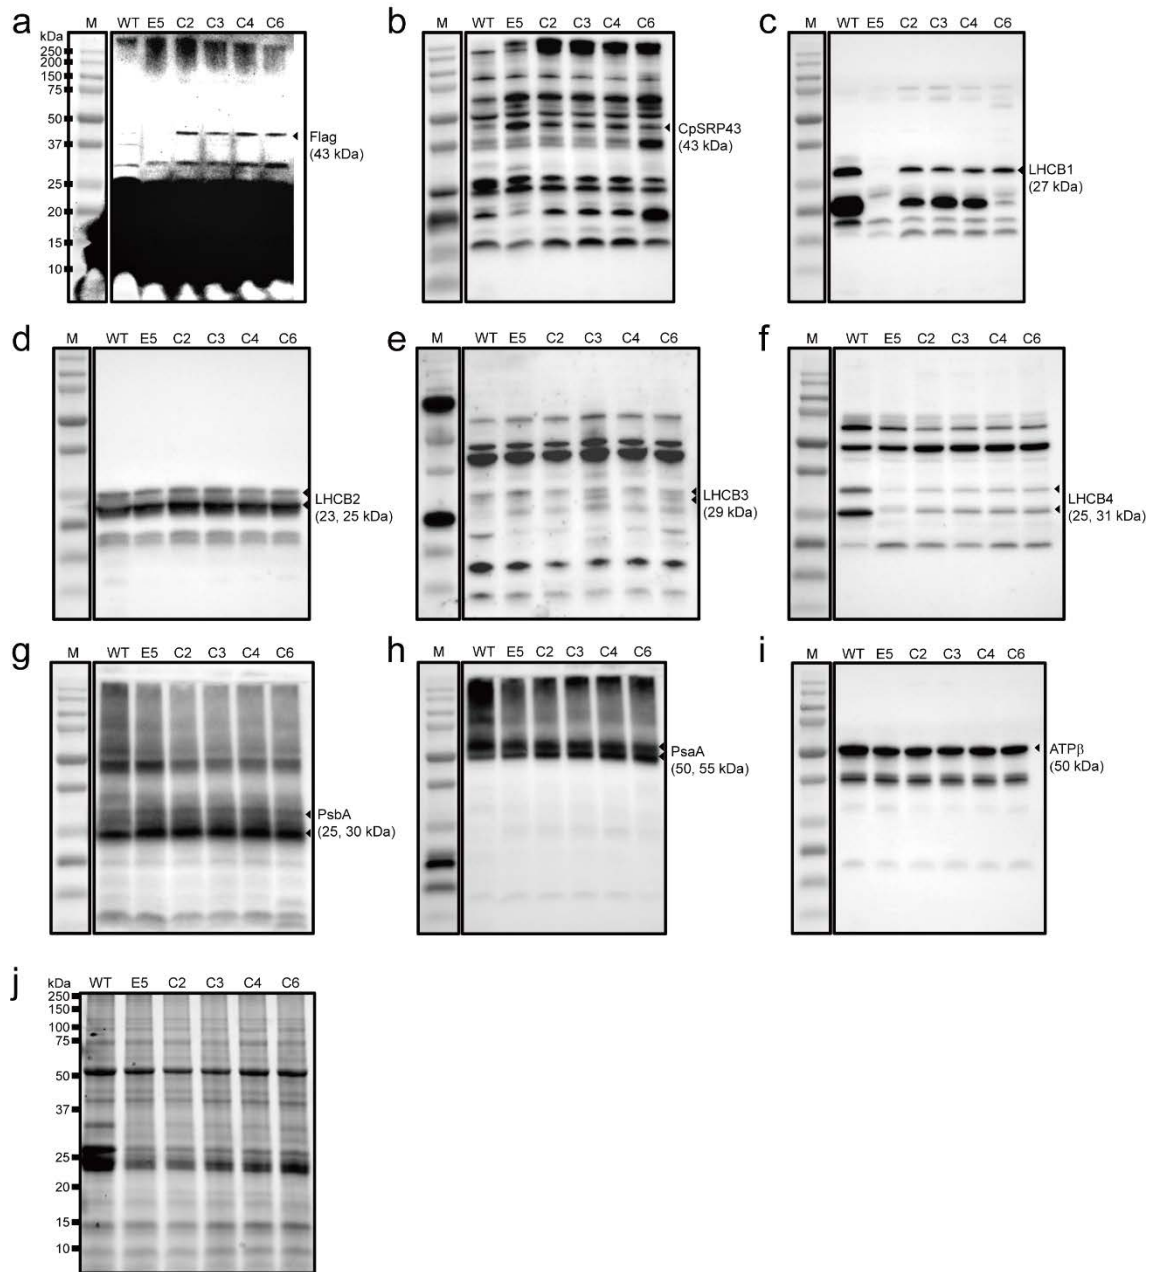 a
M WT E5 C2 C3 C4 C6
kDa
250
200
150
75
50
37
25
20
15
10
Flag
(43 kDa)
b
M WT E5 C2 C3 C4 C6
CpSRP43
(43 kDa)
c
M WT E5 C2 C3 C4 C6
LHCB1
(27 kDa)
d
M WT E5 C2 C3 C4 C6
LHCB2
(23, 25 kDa)
e
M WT E5 C2 C3 C4 C6
LHCB3
(29 kDa)
f
M WT E5 C2 C3 C4 C6
LHCB4
(25, 31 kDa)
g
M WT E5 C2 C3 C4 C6
PsbA
(25, 30 kDa)
h
M WT E5 C2 C3 C4 C6
PsaA
(50, 55 kDa)
i
M WT E5 C2 C3 C4 C6
ATPβ
(50 kDa)
j
kDa WT E5 C2 C3 C4 C6
250
150
100
75
50
37
25
20
15
10